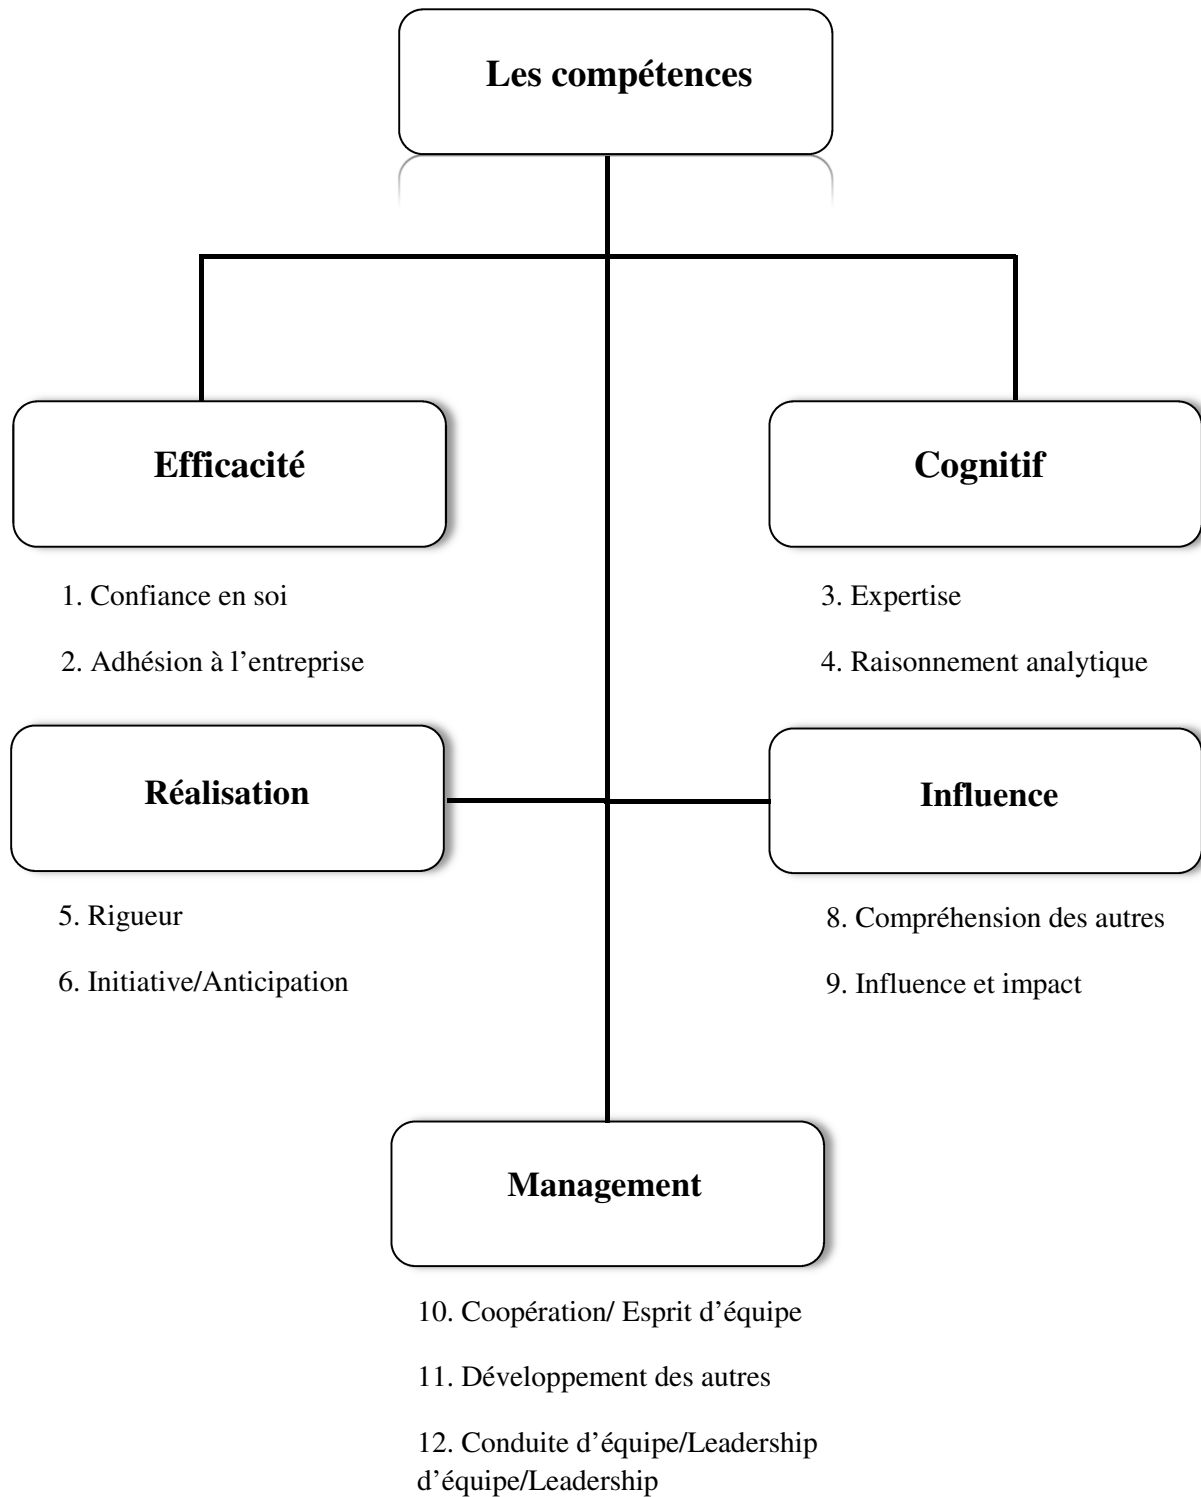 Les compétences
Efficacité
1. Confiance en soi
2. Adhésion à l’entreprise
Cognitif
3. Expertise
4. Raisonnement analytique
Réalisation
5. Rigueur
6. Initiative/Anticipation
Influence
8. Compréhension des autres
9. Influence et impact
Management
10. Coopération/ Esprit d’équipe
11. Développement des autres
12. Conduite d’équipe/Leadership
d’équipe/Leadership